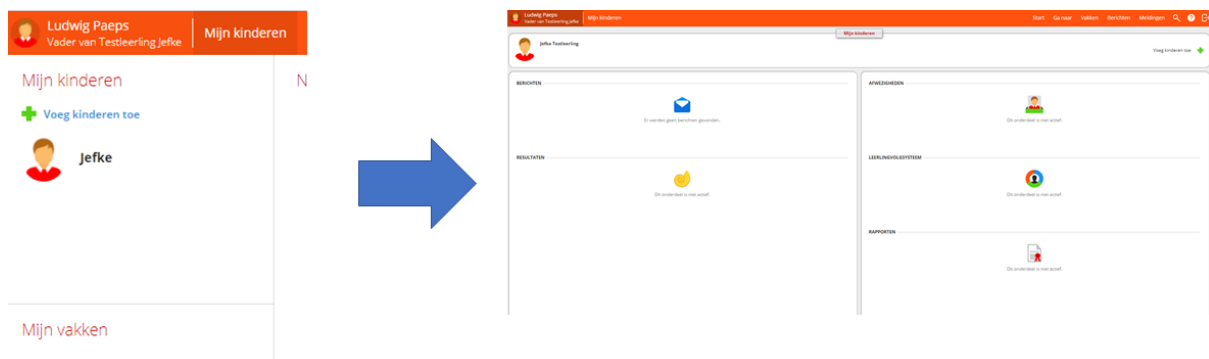 Ludwig Paeps
Vader van Testleerling Jefke
Mijn kinderen
Mijn kinderen
N
Voeg kinderen toe
Jefke
Mijn vakken
Ludwig Paeps
Vader van Testleerling Jefke
Mijn kinderen
Start Ga naar Vakken Berichten Meldingen
Mijn kinderen
Jefke Testleerling
Voeg kinderen toe
BERICHTEN
Er werden geen berichten gevonden.
RESULTATEN
Dit onderdeel is niet actief.
AFWEZIGHEDEN
Dit onderdeel is niet actief.
LEERLINGVOLGSYSTEEM
Dit onderdeel is niet actief.
RAPPORTEN
Dit onderdeel is niet actief.